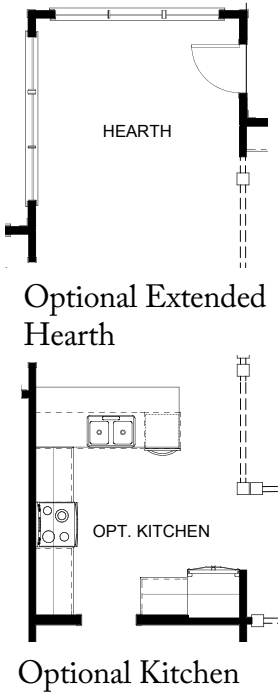 HEARTH
Optional Extended
Hearth
OPT. KITCHEN
Optional Kitchen